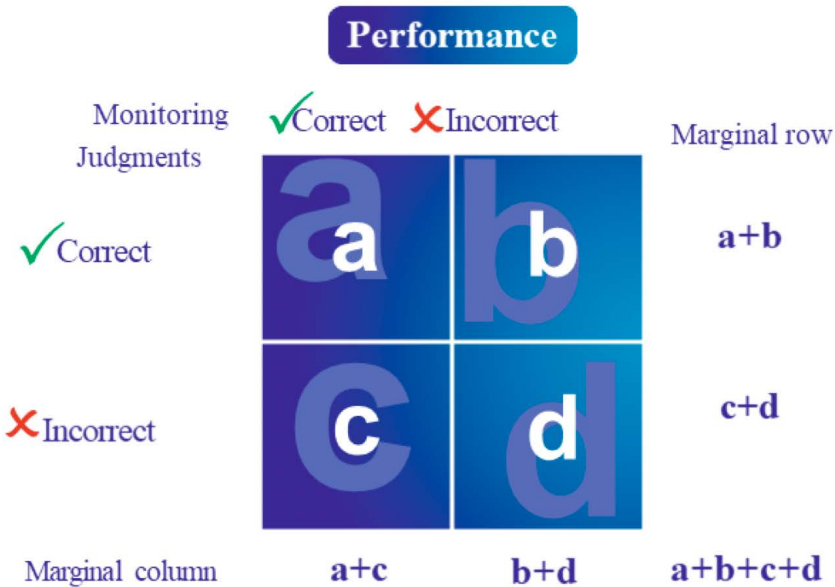 Performance
Monitoring Judgments
Correct
Incorrect
Marginal row
a
a
b
b
Correct
a+b
c
c
d
d
Incorrect
c+d
Marginal column
a+c
b+d
a+b+c+d